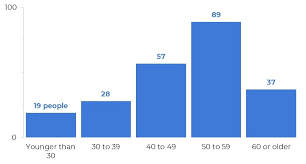 100
89
57
37
28
19 people
0
Younger than
30
30 to 39
40 to 49
50 to 59
60 or older